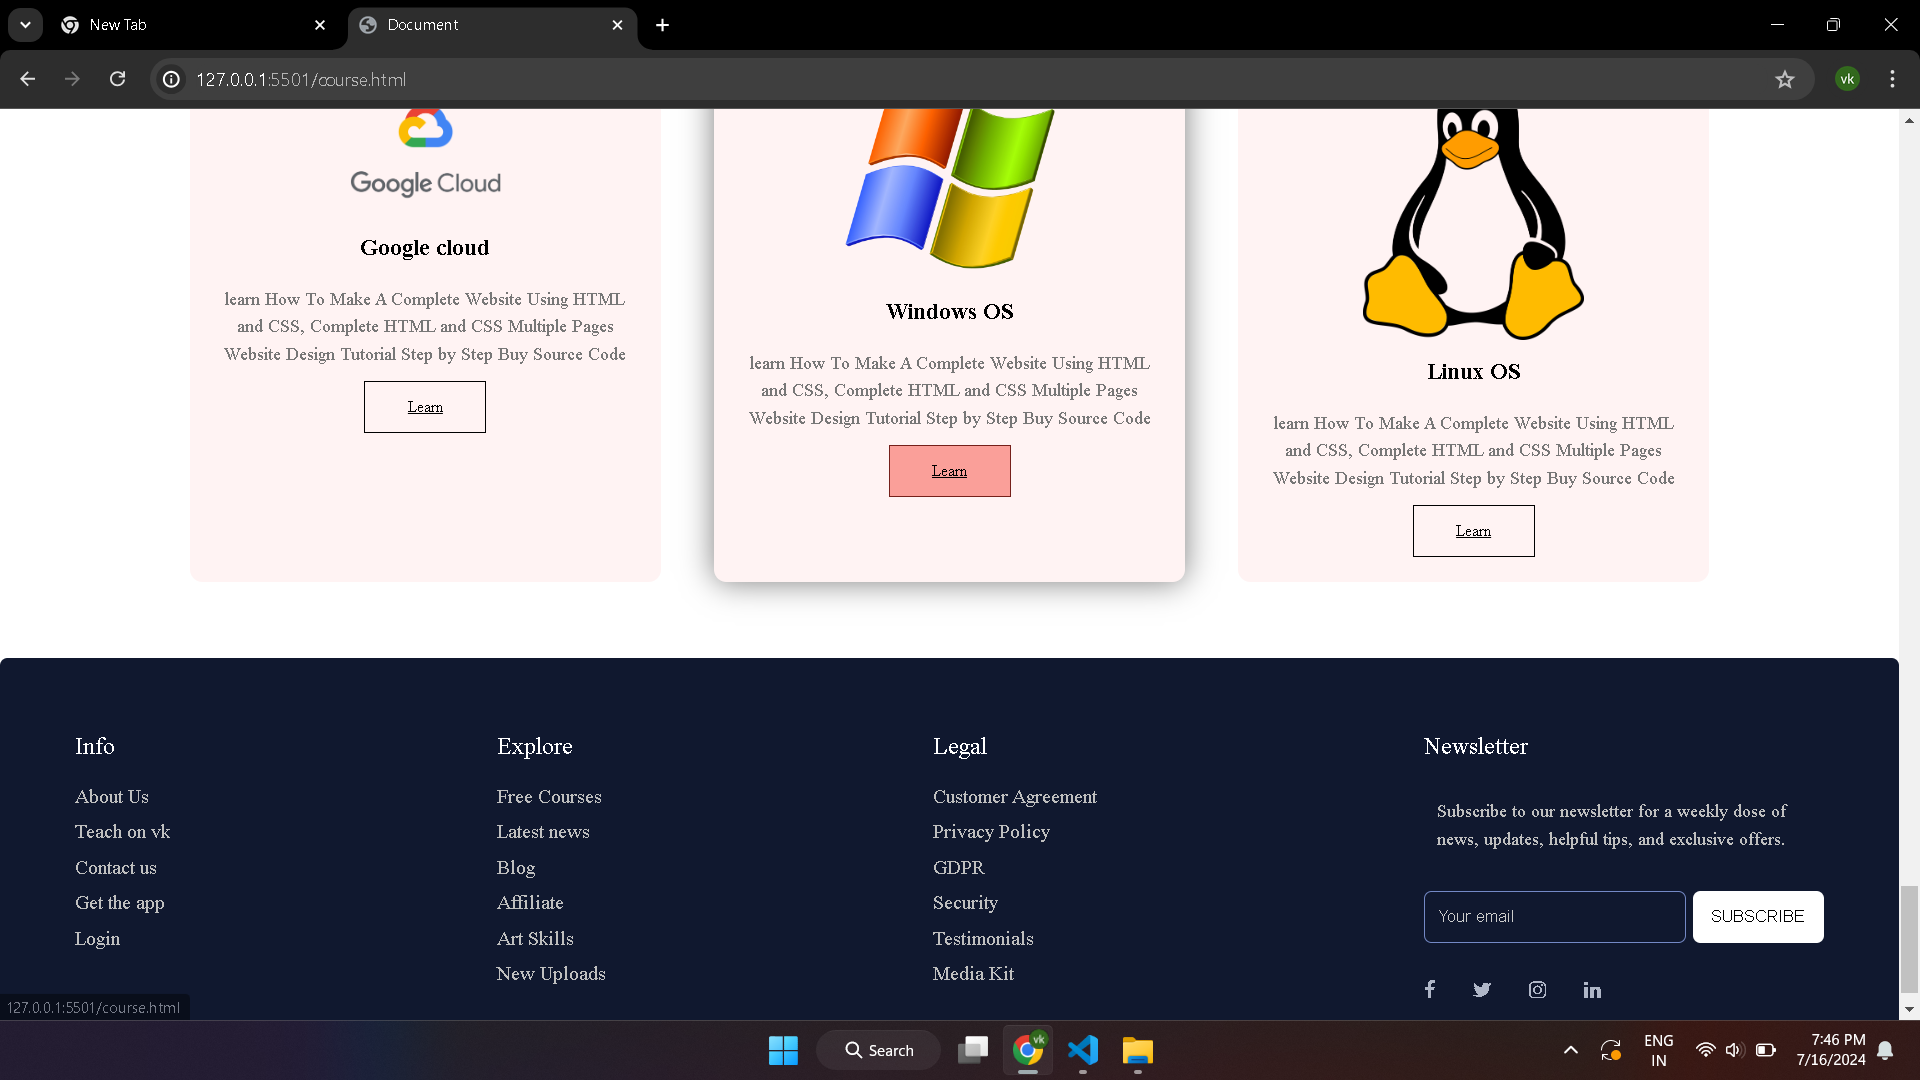 New Tab
Document
127.0.0.1:5501/course.html
vk
Google Cloud
Google cloud
learn How To Make A Complete Website Using HTML
and CSS, Complete HTML and CSS Multiple Pages
Website Design Tutorial Step by Step Buy Source Code
Learn
Windows OS
learn How To Make A Complete Website Using HTML
and CSS, Complete HTML and CSS Multiple Pages
Website Design Tutorial Step by Step Buy Source Code
Learn
Linux OS
learn How To Make A Complete Website Using HTML
and CSS, Complete HTML and CSS Multiple Pages
Website Design Tutorial Step by Step Buy Source Code
Learn
Info
About Us
Teach on vk
Contact us
Get the app
Login
Explore
Free Courses
Latest news
Blog
Affiliate
Art Skills
New Uploads
Legal
Customer Agreement
Privacy Policy
GDPR
Security
Testimonials
Media Kit
Newsletter
Subscribe to our newsletter for a weekly dose of
news, updates, helpful tips, and exclusive offers.
Your email
SUBSCRIBE
127.0.0.1:5501/course.html
Search
vk
ENG
IN
7:46 PM
7/16/2024